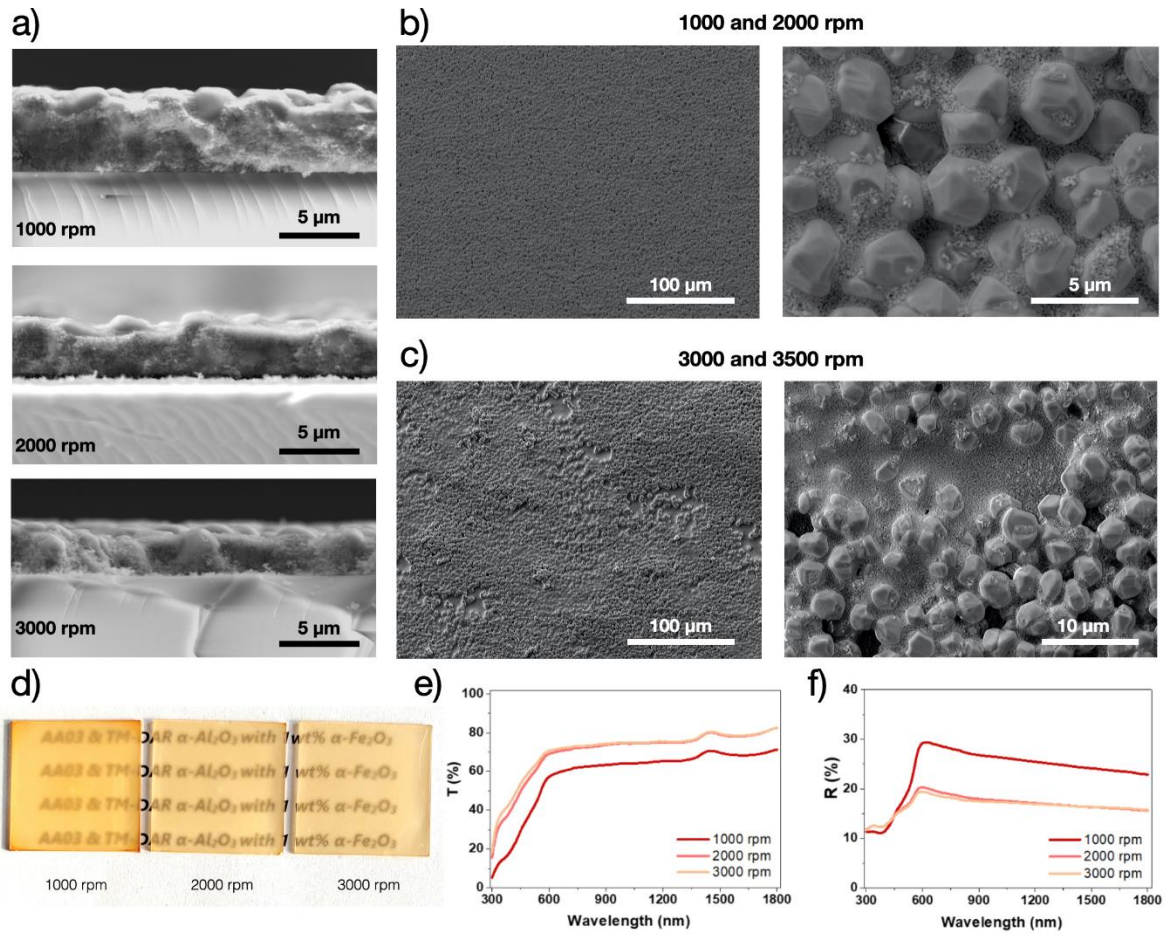 a)
1000 rpm
5 µm
2000 rpm
5 µm
3000 rpm
5 µm
b)
1000 and 2000 rpm
100 µm
5 µm
c)
3000 and 3500 rpm
100 µm
10 µm
d)
AA03 & TM-DAR α-Al₂O₃ with 1 wt% α-Fe₂O₃
AA03 & TM-DAR α-Al₂O₃ with 1 wt% α-Fe₂O₃
AA03 & TM-DAR α-Al₂O₃ with 1 wt% α-Fe₂O₃
AA03 & TM-DAR α-Al₂O₃ with 1 wt% α-Fe₂O₃
1000 rpm 2000 rpm 3000 rpm
e)
100
80
60
40
20
0
T (%)
1000 rpm
2000 rpm
3000 rpm
300 600 900 1200 1500 1800
Wavelength (nm)
f)
40
30
20
10
0
R (%)
1000 rpm
2000 rpm
3000 rpm
300 600 900 1200 1500 1800
Wavelength (nm)